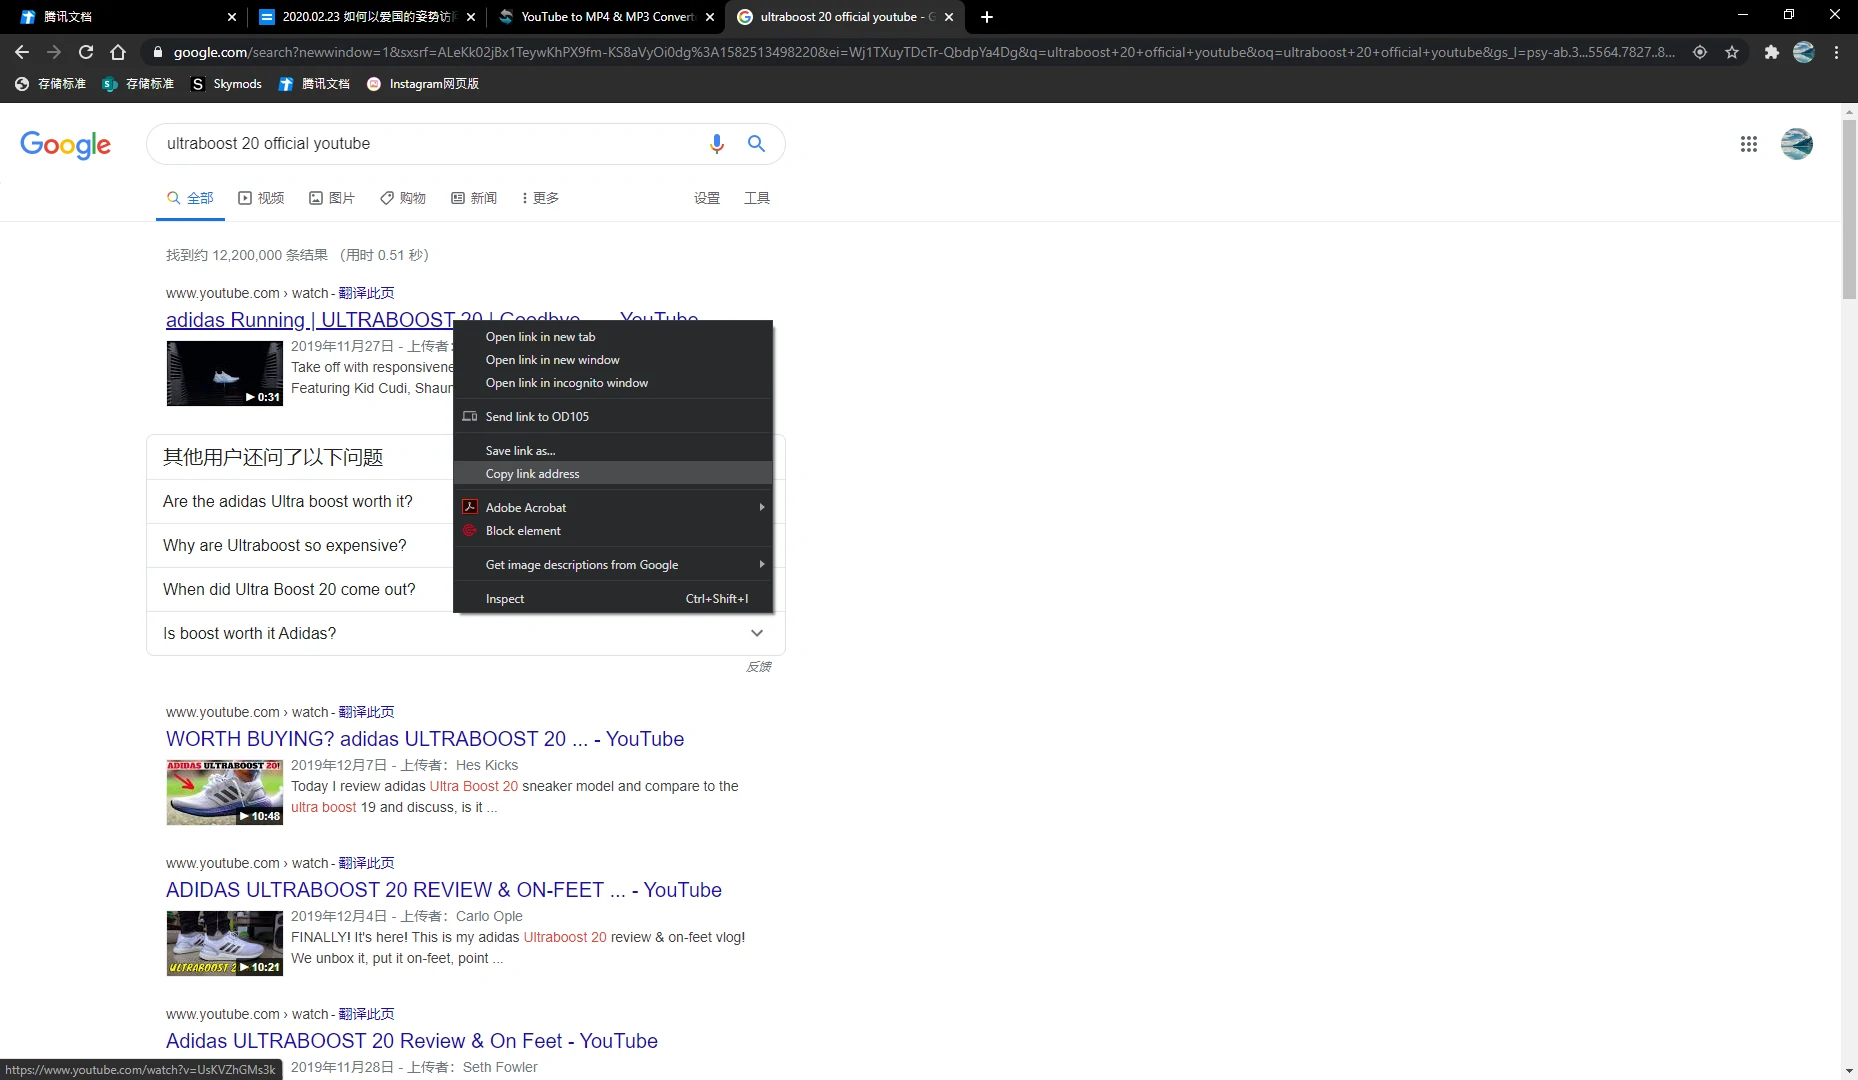 腾讯文档
2020.02.23 如何以爱国的姿势访
YouTube to MP4 & MP3 Convert
ultraboost 20 official youtube - G
google.com/search?newwindow=1&sxsrf=ALeKk02jBx1TeywKhPX9fm-KS8aVyOi0dg%3A1582513498220&ei=Wj1TXuyTDcTr-QbdpYa4Dg&q=ultraboost+20+official+youtube&oq=ultraboost+20+official+youtube&gs_l=psy-ab.3...5564.7827..8...
存储标准
存储标准
Skymods
腾讯文档
Instagram网页版
Google
ultraboost 20 official youtube
全部
视频
图片
购物
新闻
更多
设置
工具
找到约 12,200,000 条结果 （用时 0.51 秒）
www.youtube.com › watch - 翻译此页
adidas Running | ULTRABOOST 20 | Goodbye ... - YouTube
2019年11月27日 - 上传者:
Take off with responsivene
Featuring Kid Cudi, Shaun
0:31
Open link in new tab
Open link in new window
Open link in incognito window
Send link to OD105
Save link as...
Copy link address
Adobe Acrobat
Block element
Get image descriptions from Google
Inspect Ctrl+Shift+I
其他用户还问了以下问题
Are the adidas Ultra boost worth it?
Why are Ultraboost so expensive?
When did Ultra Boost 20 come out?
Is boost worth it Adidas?
反馈
www.youtube.com › watch - 翻译此页
WORTH BUYING? adidas ULTRABOOST 20 ... - YouTube
ADIDAS ULTRABOOST 20!
10:48
2019年12月7日 - 上传者：Hes Kicks
Today I review adidas Ultra Boost 20 sneaker model and compare to the
ultra boost 19 and discuss, is it ...
www.youtube.com › watch - 翻译此页
ADIDAS ULTRABOOST 20 REVIEW & ON-FEET ... - YouTube
ULTRABOOST 2
10:21
2019年12月4日 - 上传者：Carlo Ople
FINALLY! It's here! This is my adidas Ultraboost 20 review & on-feet vlog!
We unbox it, put it on-feet, point ...
www.youtube.com › watch - 翻译此页
Adidas ULTRABOOST 20 Review & On Feet - YouTube
2019年11月28日 - 上传者：Seth Fowler
https://www.youtube.com/watch?v=UsKVZhGMs3k